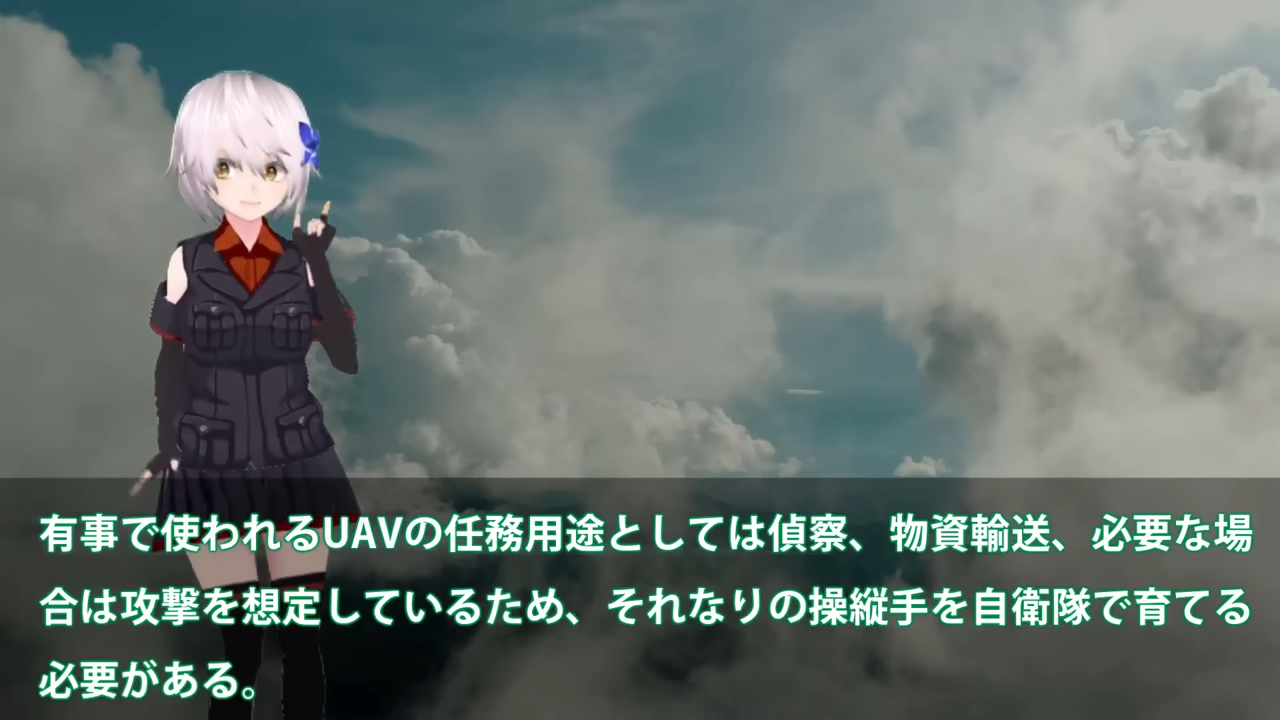 有事で使われるUAVの任務用途としては偵察、物資輸送、必要な場
合は攻撃を想定しているため、それなりの操縦手を自衛隊で育てる
必要がある。